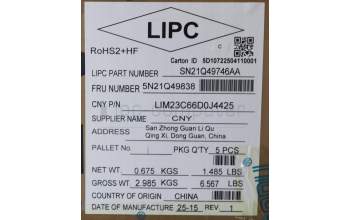 LIPC
RoHS2+HF
C
Carton ID 5D10722504110001
LIPC PART NUMBER SN21Q49746AA
FRU NUMBER 5N21Q49838
CNY P/N LIM23C66D0J4425
SUPPLIER NAME CNY
ADDRESS San Zhong Guan Li Qu
Qing Xi, Dong Guan, China
PALLET NO PKG Q'TY 5 PCS
NET WT. 0.675 KGS 1.485 LBS
GROSS WT. 2.985 KGS 6.567 LBS
COUNTRY OF ORIGIN CHINA
DATE OF MANUFACTURE 25-15 REV 1